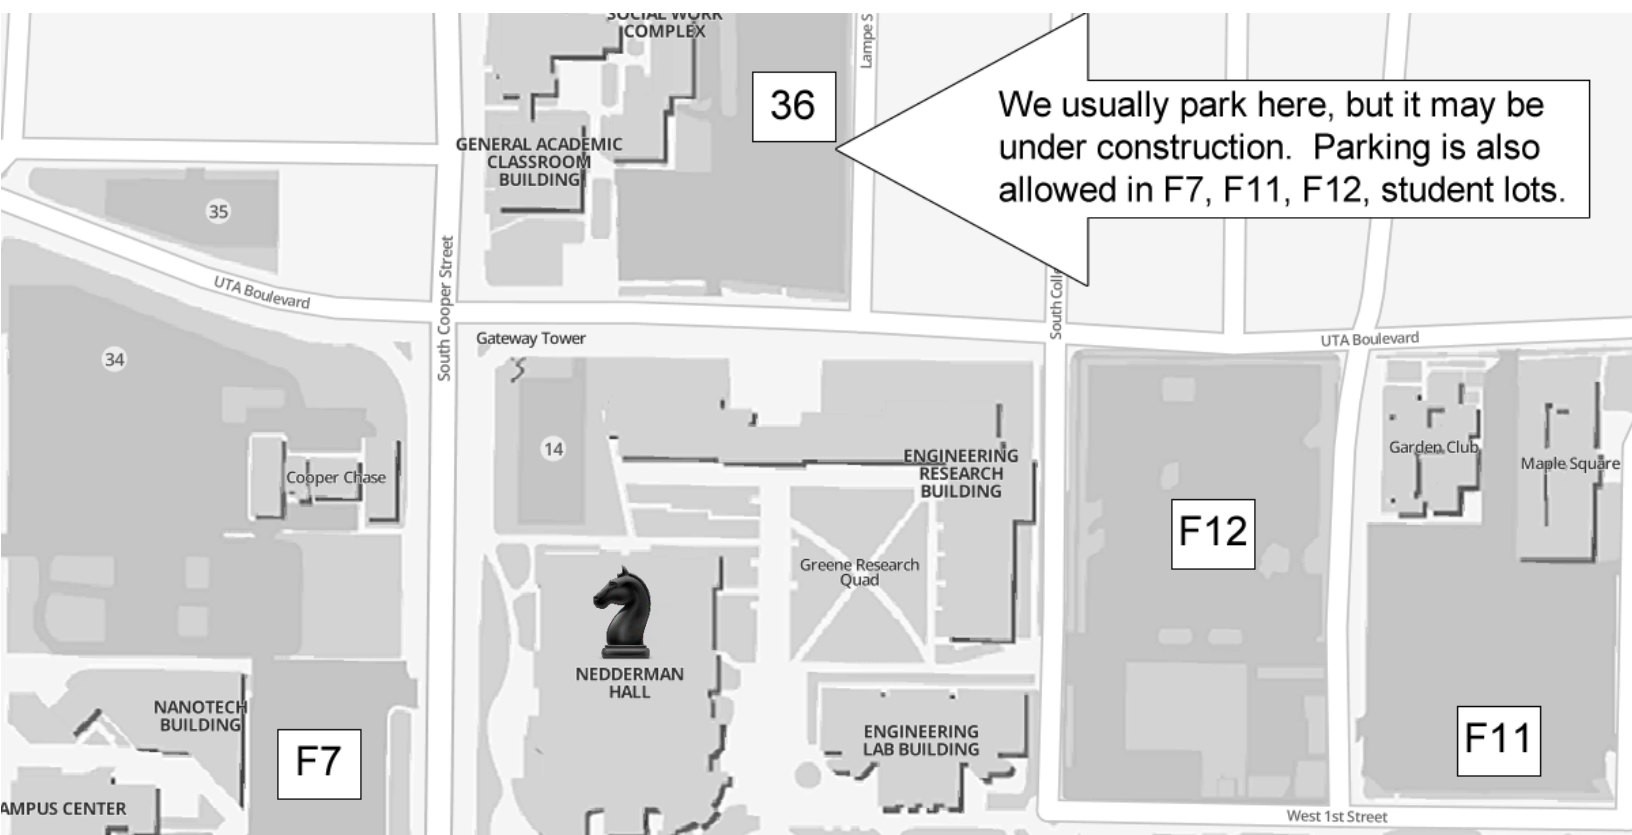 SOCIAL WORK
COMPLEX
Lampe S
36
We usually park here, but it may be
under construction.  Parking is also
allowed in F7, F11, F12, student lots.
GENERAL ACADEMIC
CLASSROOM
BUILDING
35
UTA Boulevard
South Cooper Street
South Colle
Gateway Tower
UTA Boulevard
34
14
Cooper Chase
ENGINEERING
RESEARCH
BUILDING
Garden Club
Maple Square
F12
Greene Research
Quad
NEDDERMAN
HALL
NANOTECH
BUILDING
F7
ENGINEERING
LAB BUILDING
F11
AMPUS CENTER
West 1st Street